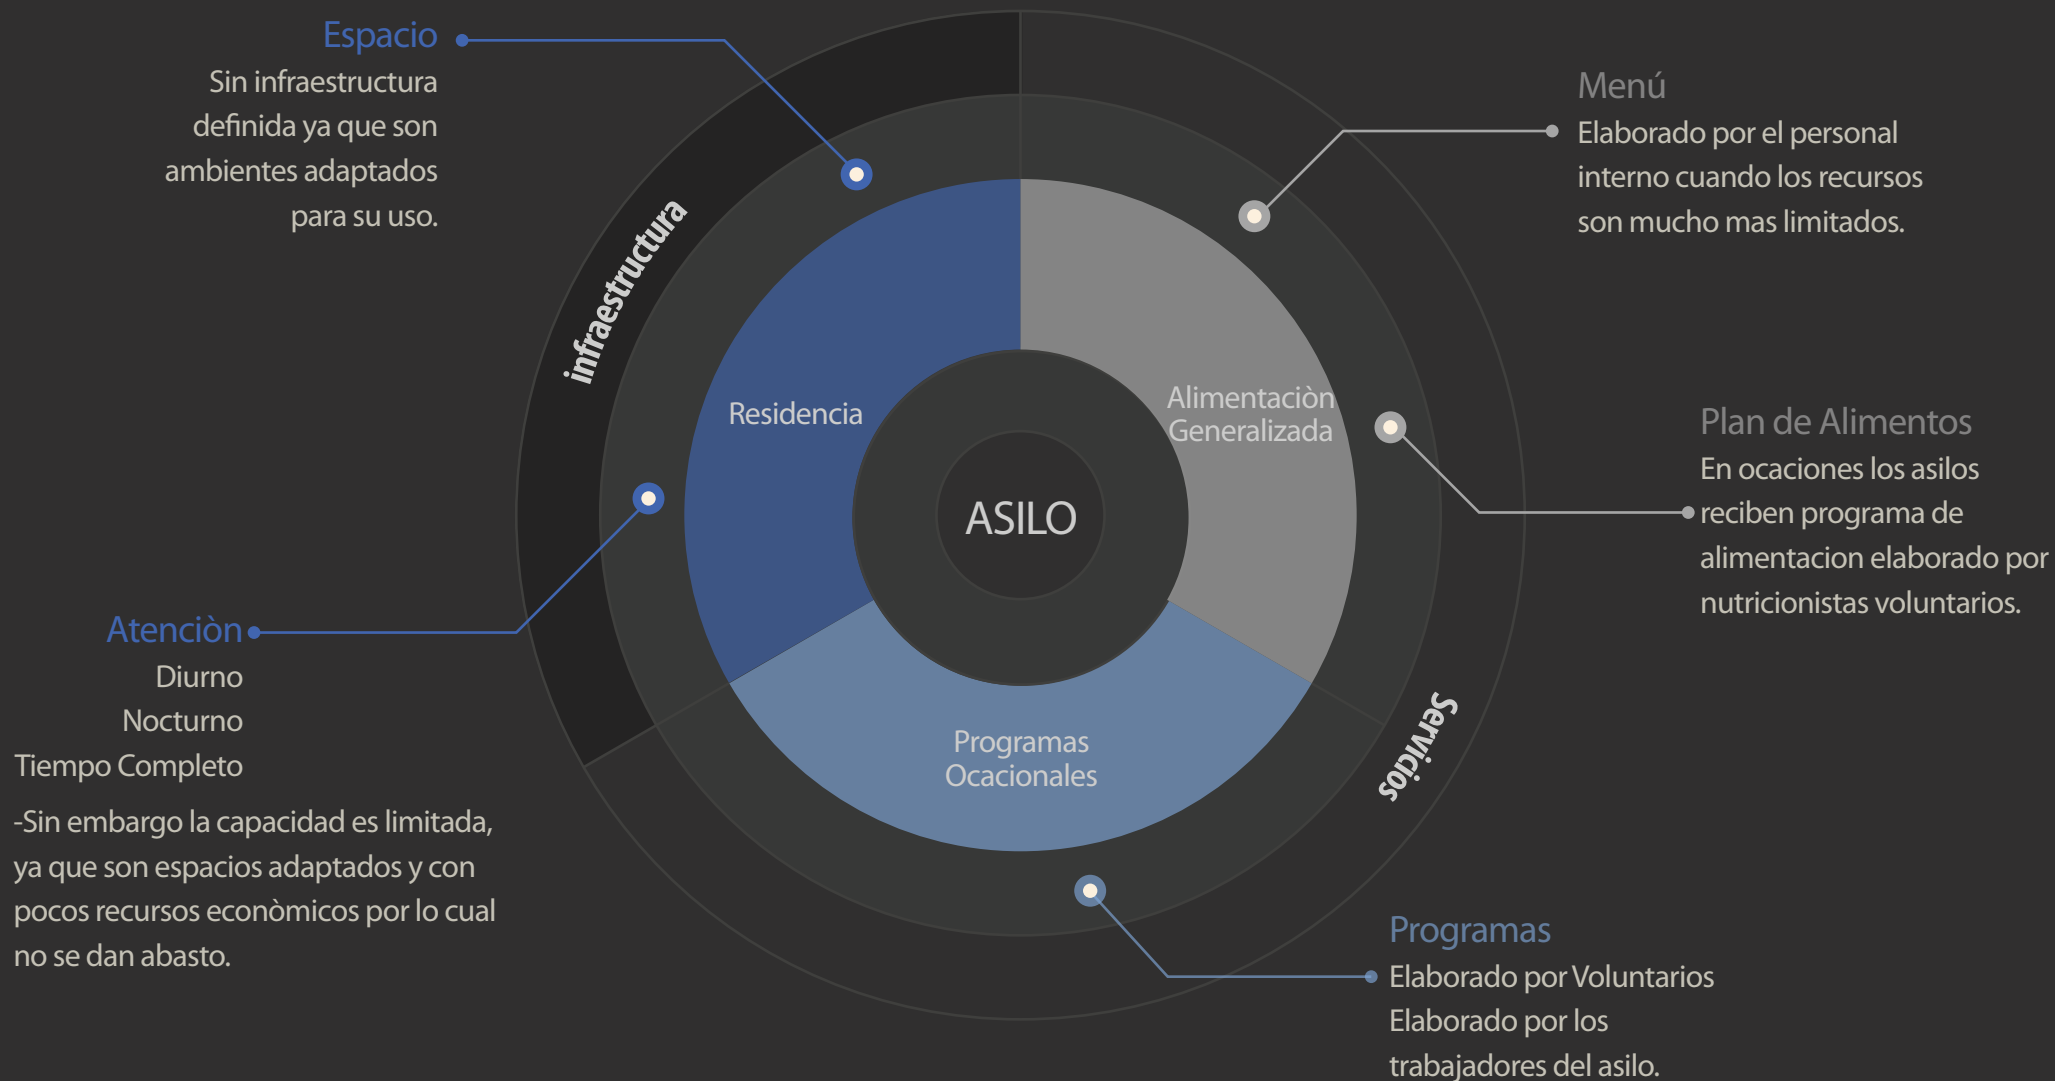 Espacio
Sin infraestructura
definida ya que son
ambientes adaptados
para su uso.
Menú
Elaborado por el personal
interno cuando los recursos
son mucho mas limitados.
infraestructura
Residencia
Alimentaciòn
Generalizada
ASILO
Plan de Alimentos
En ocaciones los asilos
reciben programa de
alimentacion elaborado por
nutricionistas voluntarios.
Atenciòn
Diurno
Nocturno
Tiempo Completo
-Sin embargo la capacidad es limitada,
ya que son espacios adaptados y con
pocos recursos econòmicos por lo cual
no se dan abasto.
Servicios
Programas
Ocacionales
Programas
Elaborado por Voluntarios
Elaborado por los
trabajadores del asilo.